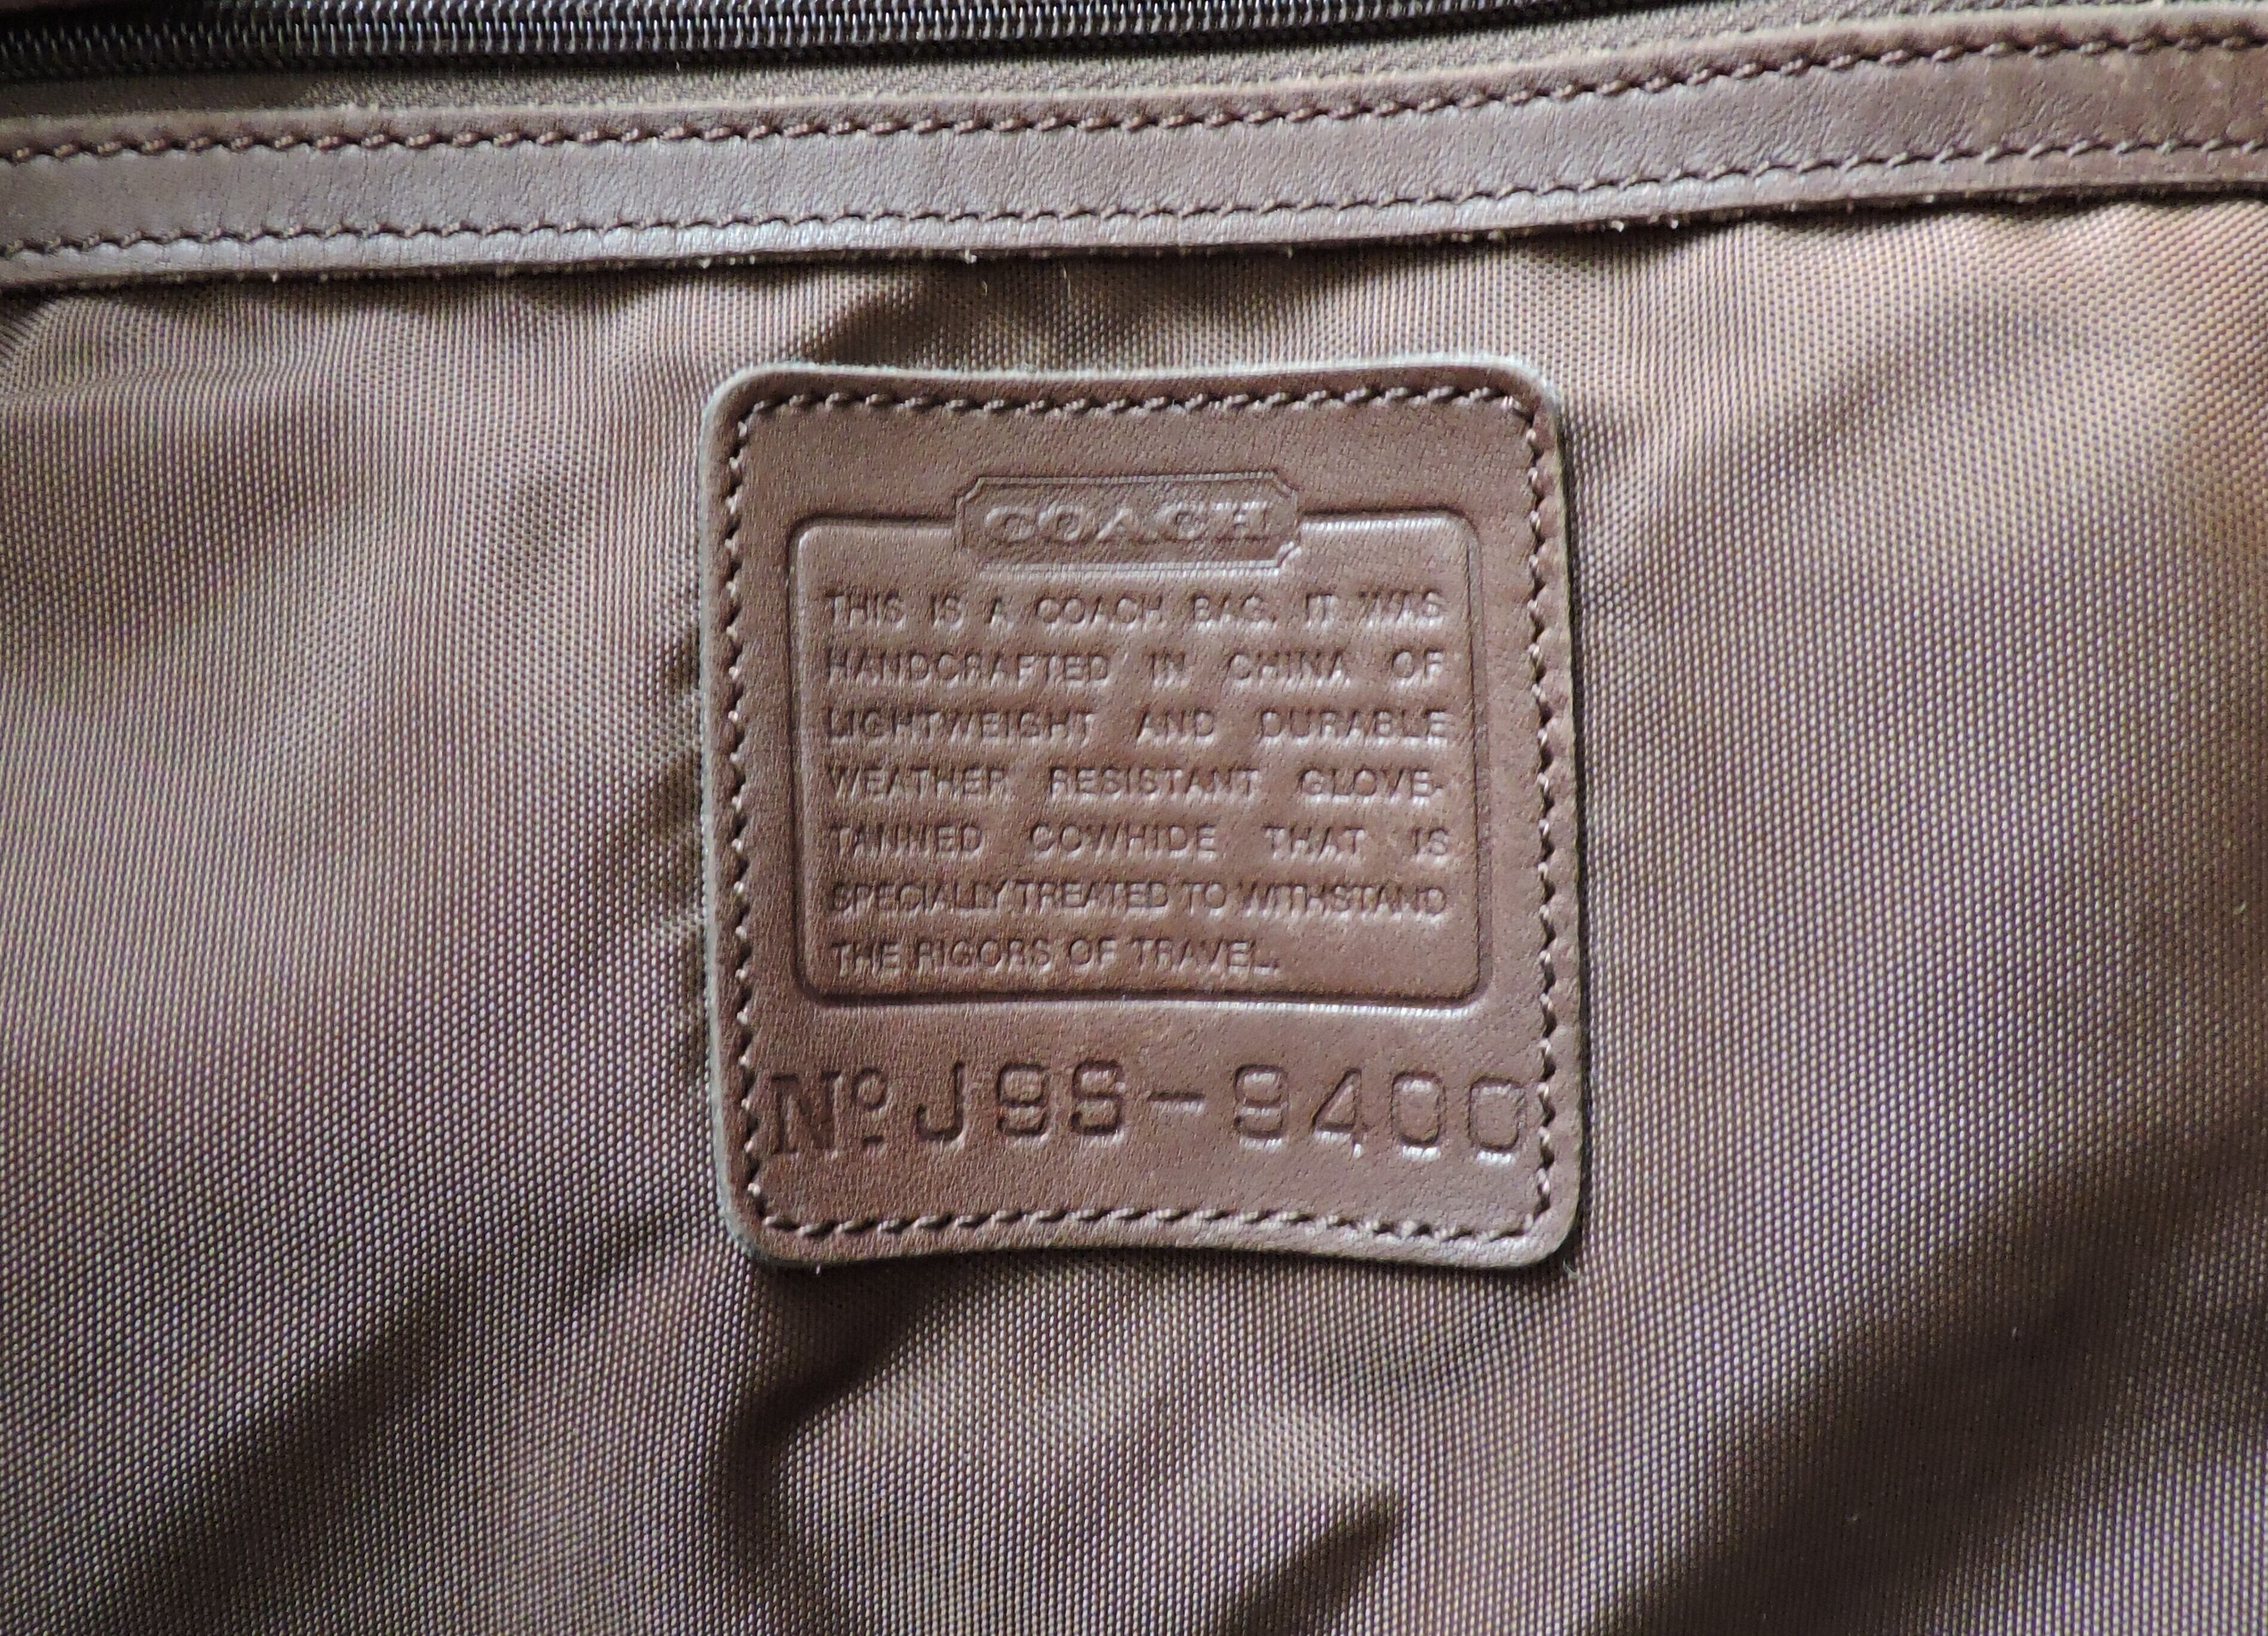 COACH
THIS IS A COACH BAG. IT WAS
HANDCRAFTED IN CHINA OF
LIGHTWEIGHT AND DURABLE
WEATHER RESISTANT GLOVE-
TANNED COWHIDE THAT IS
SPECIALLY TREATED TO WITHSTAND
THE RIGORS OF TRAVEL.
Nº J9S-9400